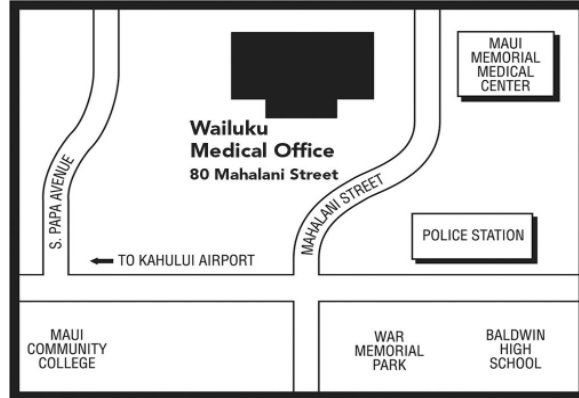 MAUI
MEMORIAL
MEDICAL
CENTER
Wailuku
Medical Office
80 Mahalani Street
S. PAPA AVENUE
MAHALANI STREET
POLICE STATION
TO KAHULUI AIRPORT
MAUI
COMMUNITY
COLLEGE
WAR
MEMORIAL
PARK
BALDWIN
HIGH
SCHOOL